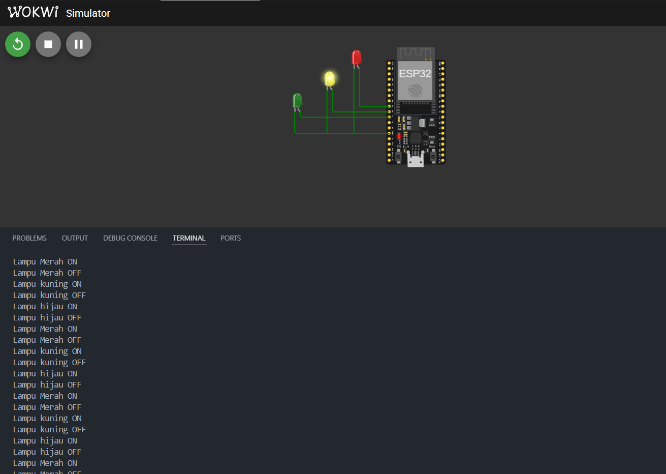 WOKWi Simulator
ESP32
PROBLEMS OUTPUT DEBUG CONSOLE TERMINAL PORTS
Lampu Merah ON
Lampu Merah OFF
Lampu kuning ON
Lampu kuning OFF
Lampu hijau ON
Lampu hijau OFF
Lampu Merah ON
Lampu Merah OFF
Lampu kuning ON
Lampu kuning OFF
Lampu hijau ON
Lampu hijau OFF
Lampu Merah ON
Lampu Merah OFF
Lampu kuning ON
Lampu kuning OFF
Lampu hijau ON
Lampu hijau OFF
Lampu Merah ON
Lampu Merah OFF